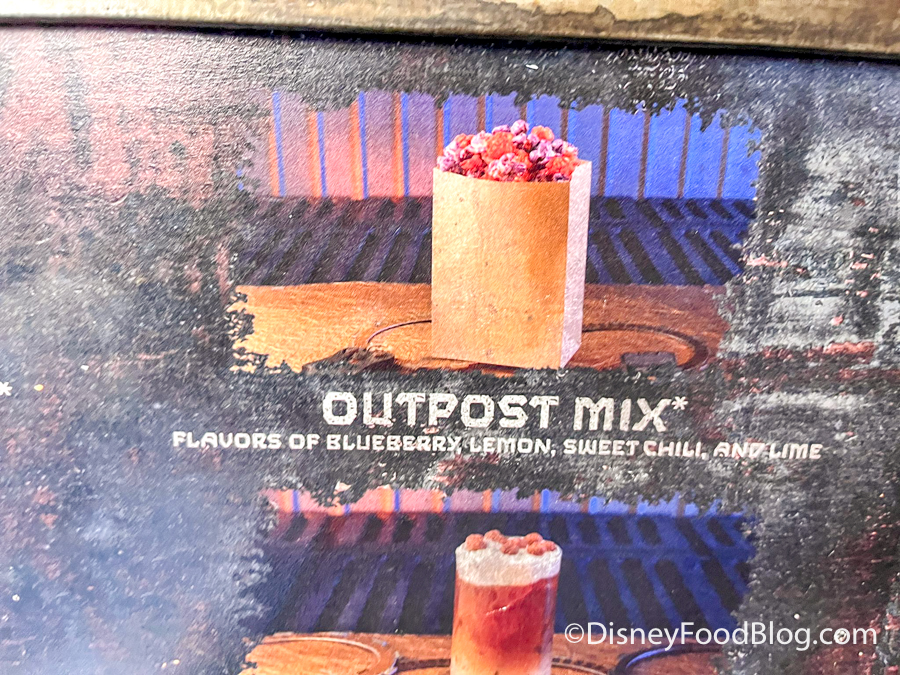 OUTPOST MIX*
FLAVORS OF BLUEBERRY, LEMON, SWEET CHILI, AND LIME
©DisneyFoodBlog.com